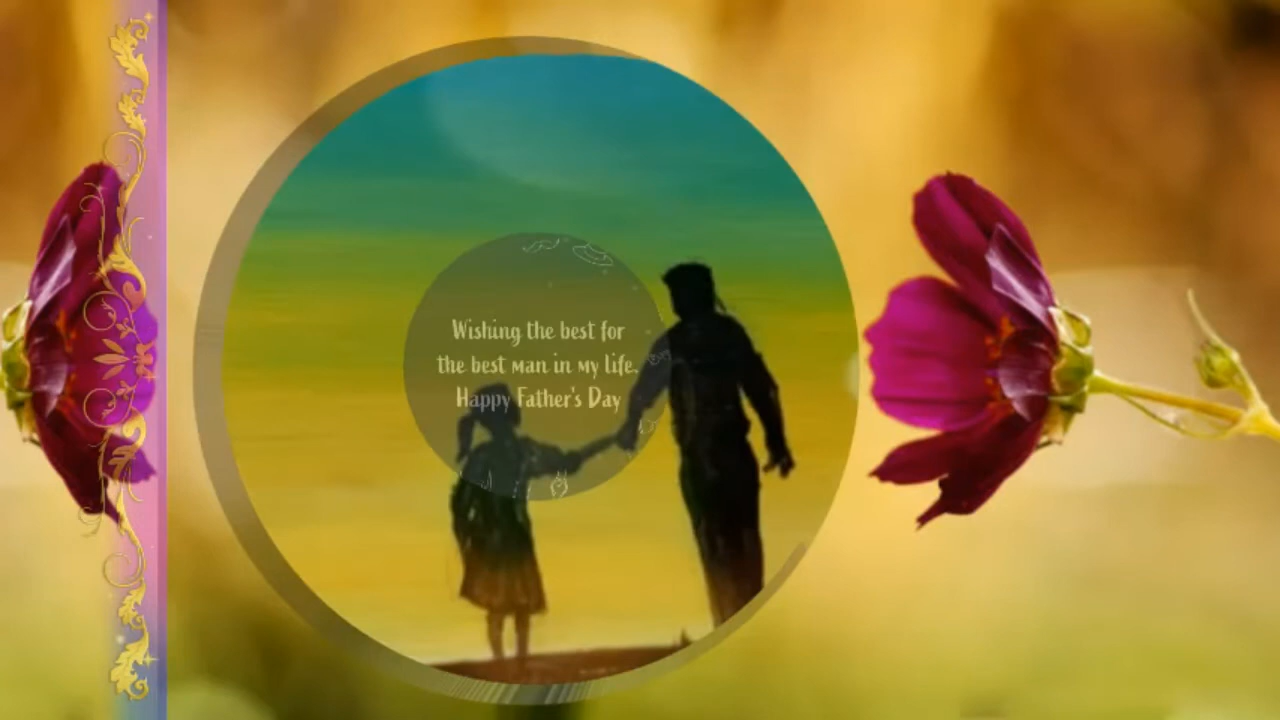 Wishing the best for
the best man in my life.
Happy Father's Day